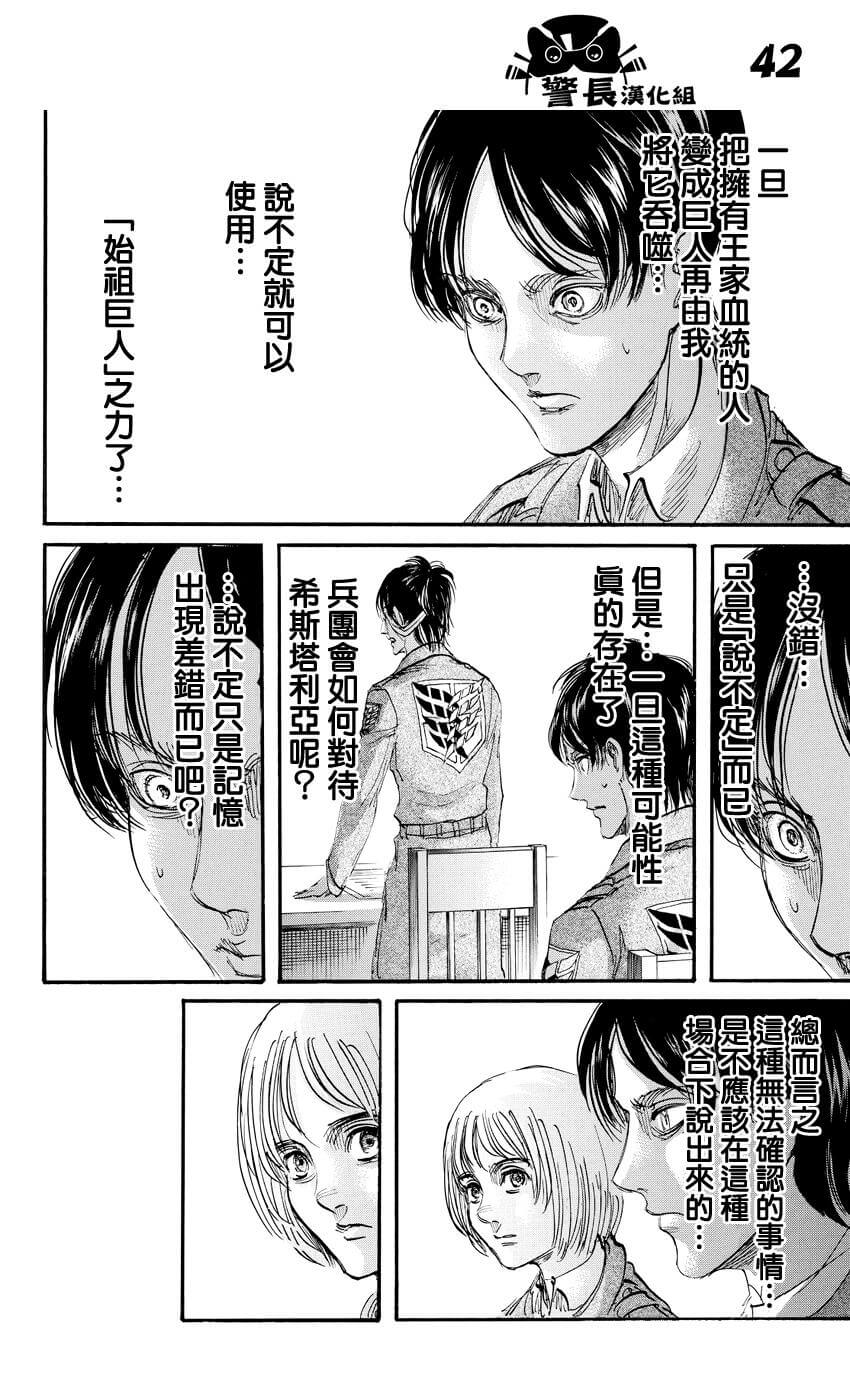 42
警長漢化組
一旦
把擁有王家血統的人
變成巨人再由我
將它吞噬…
說不定就可以
使用…
「始祖巨人」之力了…
…沒錯…
只是「說不定」而已
但是…一旦這種可能性
眞的存在了
兵團會如何對待
希斯塔利亞呢？
…說不定只是記憶
出現差錯而已吧？
總而言之
這種無法確認的事情…
是不應該在這種
場合下說出來的…